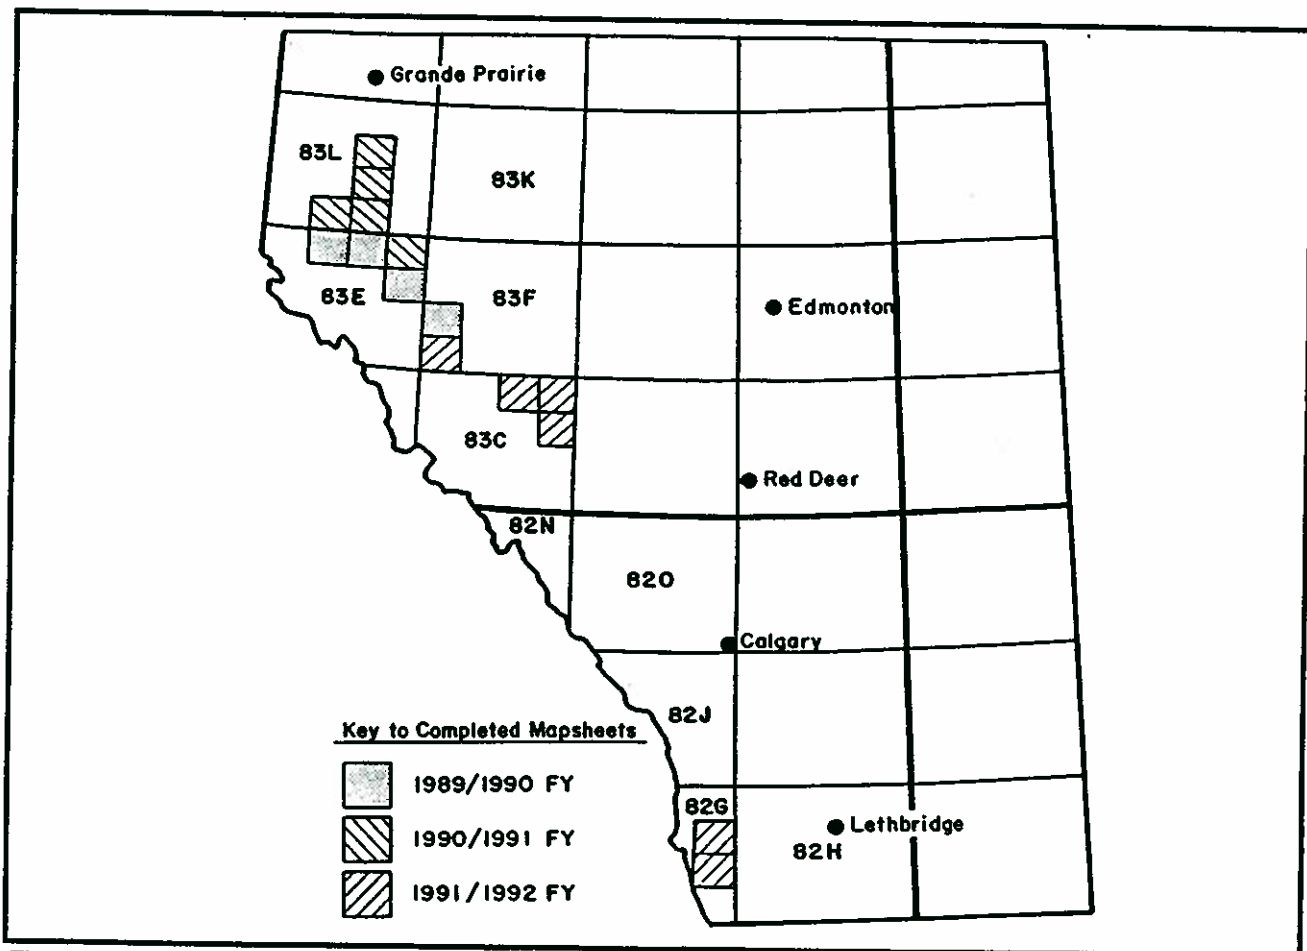 Grande Prairie
83L
83K
83E
83F
Edmonton
83C
Red Deer
82N
82O
Calgary
82J
Key to Completed Mapsheets
1989/1990 FY
1990/1991 FY
1991/1992 FY
82G
Lethbridge
82H